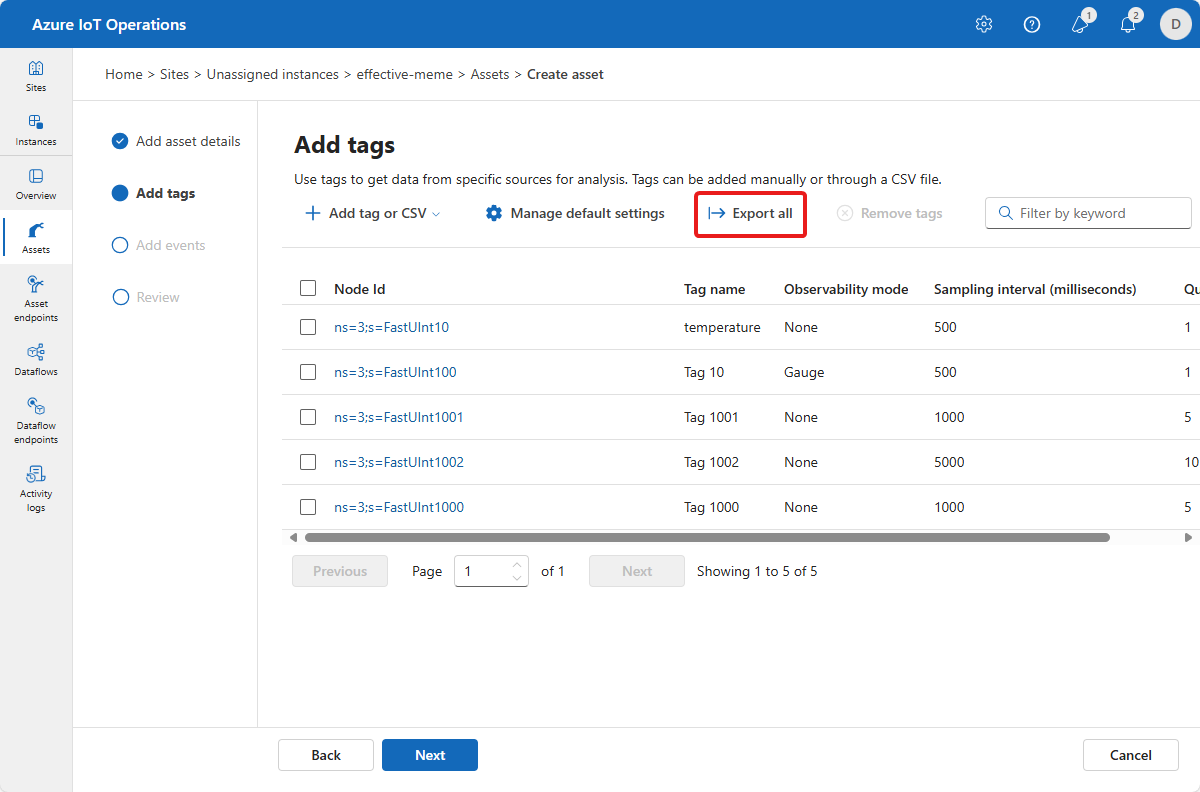 Azure IoT Operations
1
2
D
Sites
Instances
Overview
Assets
Asset
endpoints
Dataflows
Dataflow
endpoints
Activity
logs
Home > Sites > Unassigned instances > effective-meme > Assets > Create asset
Add asset details
Add tags
Add events
Review
Add tags
Use tags to get data from specific sources for analysis. Tags can be added manually or through a CSV file.
Add tag or CSV
Manage default settings
Export all
Remove tags
Filter by keyword
Node Id Tag name Observability mode Sampling interval (milliseconds) Qu
ns=3;s=FastUInt10 temperature None 500 1
ns=3;s=FastUInt100 Tag 10 Gauge 500 1
ns=3;s=FastUInt1001 Tag 1001 None 1000 5
ns=3;s=FastUInt1002 Tag 1002 None 5000 10
ns=3;s=FastUInt1000 Tag 1000 None 1000 5
Previous Page 1 of 1 Next Showing 1 to 5 of 5
Back Next Cancel